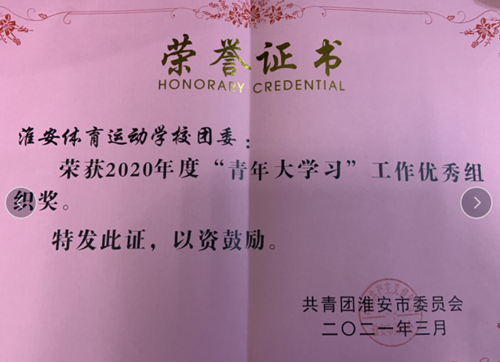 荣誉证书
HONORARY CREDENTIAL
淮安体育运动学校团委：
荣获2020年度“青年大学习”工作优秀组
织奖。
特发此证，以资鼓励。
共青团淮安市委员会
二〇二一年三月